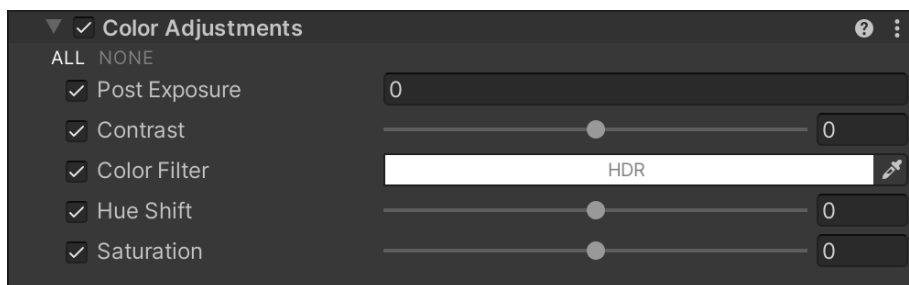 Color Adjustments
ALL NONE
Post Exposure 0
Contrast 0
Color Filter HDR
Hue Shift 0
Saturation 0